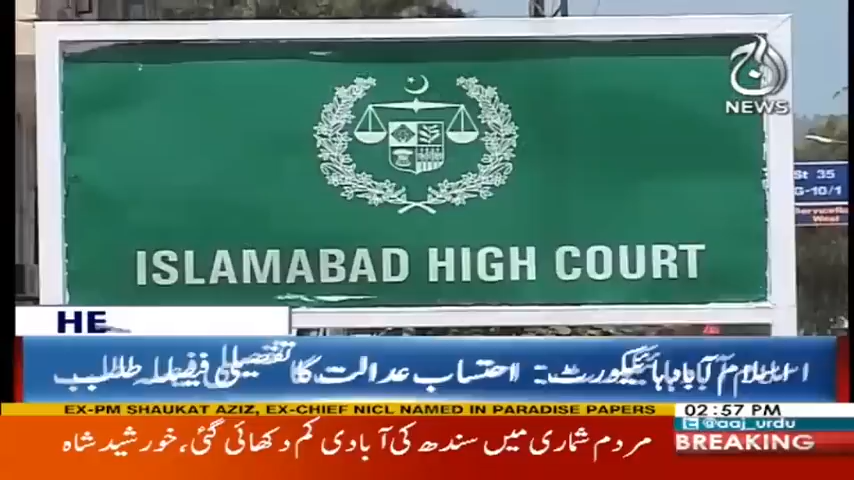 NEWS
St 35
G-10/1
Service Road
West
ISLAMABAD HIGH COURT
HE
اسلام آباد ہائیکورٹ: احتساب عدالت کا تفصیلی فیصلہ طلب
EX-PM SHAUKAT AZIZ, EX-CHIEF NICL NAMED IN PARADISE PAPERS
02:57 PM
@aaj_urdu
BREAKING
مردم شماری میں سندھ کی آبادی کم دکھائی گئی، خورشید شاہ